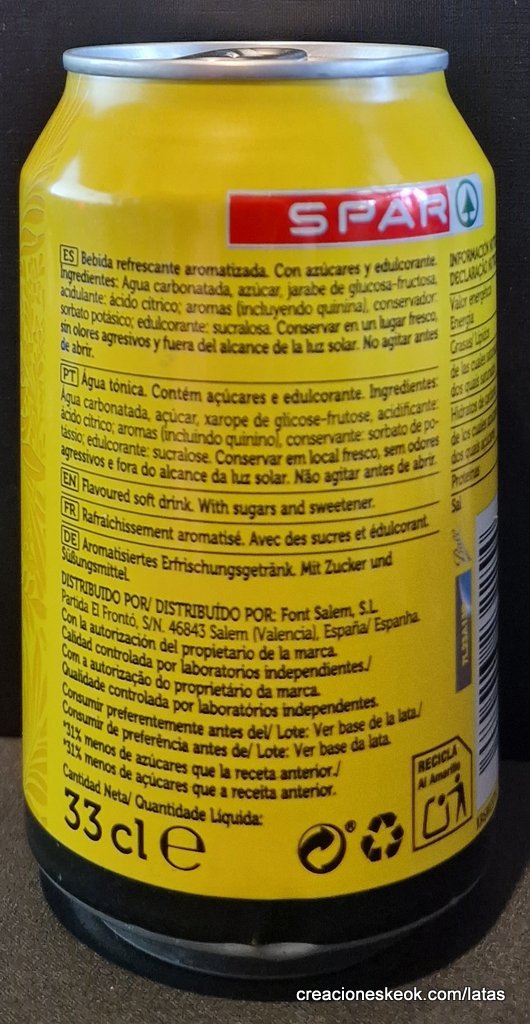 SPAR
ES Bebida refrescante aromatizada. Con azúcares y edulcorante.
Ingredientes: Agua carbonatada, azúcar, jarabe de glucosa-fructosa,
acidulante: ácido cítrico; aromas (incluyendo quinina), conservador:
sorbato potásico; edulcorante: sucralosa. Conservar en un lugar fresco,
sin olores agresivos y fuera del alcance de la luz solar. No agitar antes
de abrir.
PT Água tónica. Contém açúcares e edulcorante. Ingredientes:
Água carbonatada, açúcar, xarope de glicose-frutose, acidificante:
ácido cítrico; aromas (incluindo quinino), conservante: sorbato de po-
tássio; edulcorante: sucralose. Conservar em local fresco, sem odores
agressivos e fora do alcance da luz solar. Não agitar antes de abrir.
EN Flavoured soft drink. With sugars and sweetener.
FR Rafraichissement aromatisé. Avec des sucres et édulcorant.
DE Aromatisiertes Erfrischungsgetränk. Mit Zucker und
Süßungsmittel.
DISTRIBUIDO POR/ DISTRIBUÍDO POR: Font Salem, S.L.
Partida El Frontó, S/N. 46843 Salem (Valencia), España/ Espanha.
Con la autorización del propietario de la marca.
Calidad controlada por laboratorios independientes./
Com a autorização do proprietário da marca.
Qualidade controlada por laboratórios independentes.
Consumir preferentemente antes del/ Lote: Ver base de la lata./
Consumir de preferência antes de/ Lote: Ver base da lata.
*31% menos de azúcares que la receta anterior./
*31% menos de açúcares que a receita anterior.
Cantidad Neta/ Quantidade Líquida:
33 cl e
INFORMACIÓN
DECLARAÇÃO
Valor energético
Energia
Grasas/ Lípidos
de las cuales
dos quais
Hidratos de
de los cuales
dos quais
Proteínas
Sal
RECICLA
Al Amarillo
creacioneskeok.com/latas